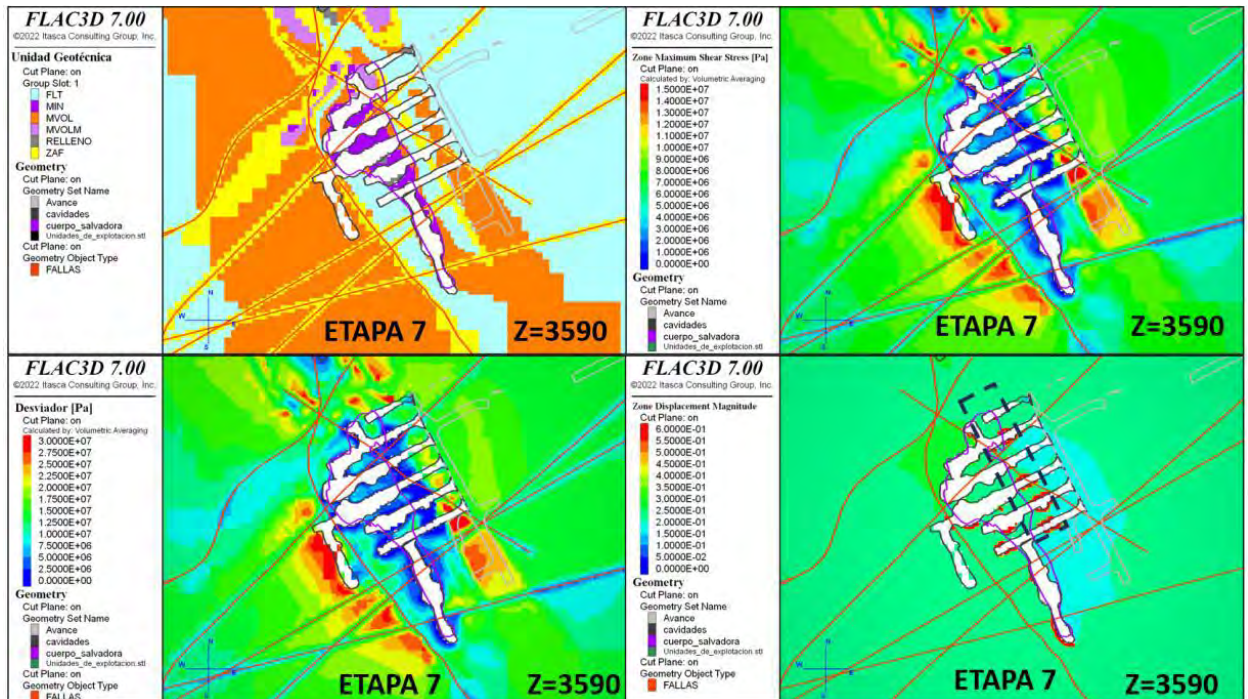 FLAC3D 7.00
©2022 Itasca Consulting Group, Inc.
Unidad Geotécnica
Cut Plane: on
Group Slot: 1
FLT
MIN
MVOL
MVOLM
RELLENO
ZAF
Geometry
Cut Plane: on
Geometry Set Name
Avance
cavidades
cuerpo_salvadora
Unidades_de_explotacion.stl
Cut Plane: on
Geometry Object Type
FALLAS
N
W
E
S
ETAPA 7
Z=3590
FLAC3D 7.00
©2022 Itasca Consulting Group, Inc.
Zone Maximum Shear Stress [Pa]
Cut Plane: on
Calculated by: Volumetric Averaging
1.5000E+07
1.4000E+07
1.3000E+07
1.2000E+07
1.1000E+07
1.0000E+07
9.0000E+06
8.0000E+06
7.0000E+06
6.0000E+06
5.0000E+06
4.0000E+06
3.0000E+06
2.0000E+06
1.0000E+06
0.0000E+00
Geometry
Cut Plane: on
Geometry Set Name
Avance
cavidades
cuerpo_salvadora
Unidades_de_explotacion.stl
N
W
E
S
ETAPA 7
Z=3590
FLAC3D 7.00
©2022 Itasca Consulting Group, Inc.
Desviador [Pa]
Cut Plane: on
Calculated by: Volumetric Averaging
3.0000E+07
2.7500E+07
2.5000E+07
2.2500E+07
2.0000E+07
1.7500E+07
1.5000E+07
1.2500E+07
1.0000E+07
7.5000E+06
5.0000E+06
2.5000E+06
0.0000E+00
Geometry
Cut Plane: on
Geometry Set Name
Avance
cavidades
cuerpo_salvadora
Unidades_de_explotacion.stl
Cut Plane: on
Geometry Object Type
FALLAS
N
W
E
S
ETAPA 7
Z=3590
FLAC3D 7.00
©2022 Itasca Consulting Group, Inc.
Zone Displacement Magnitude
Cut Plane: on
6.0000E-01
5.5000E-01
5.0000E-01
4.5000E-01
4.0000E-01
3.5000E-01
3.0000E-01
2.5000E-01
2.0000E-01
1.5000E-01
1.0000E-01
5.0000E-02
0.0000E+00
Geometry
Cut Plane: on
Geometry Set Name
Avance
cavidades
cuerpo_salvadora
Unidades_de_explotacion.stl
Cut Plane: on
Geometry Object Type
FALLAS
N
W
E
S
ETAPA 7
Z=3590